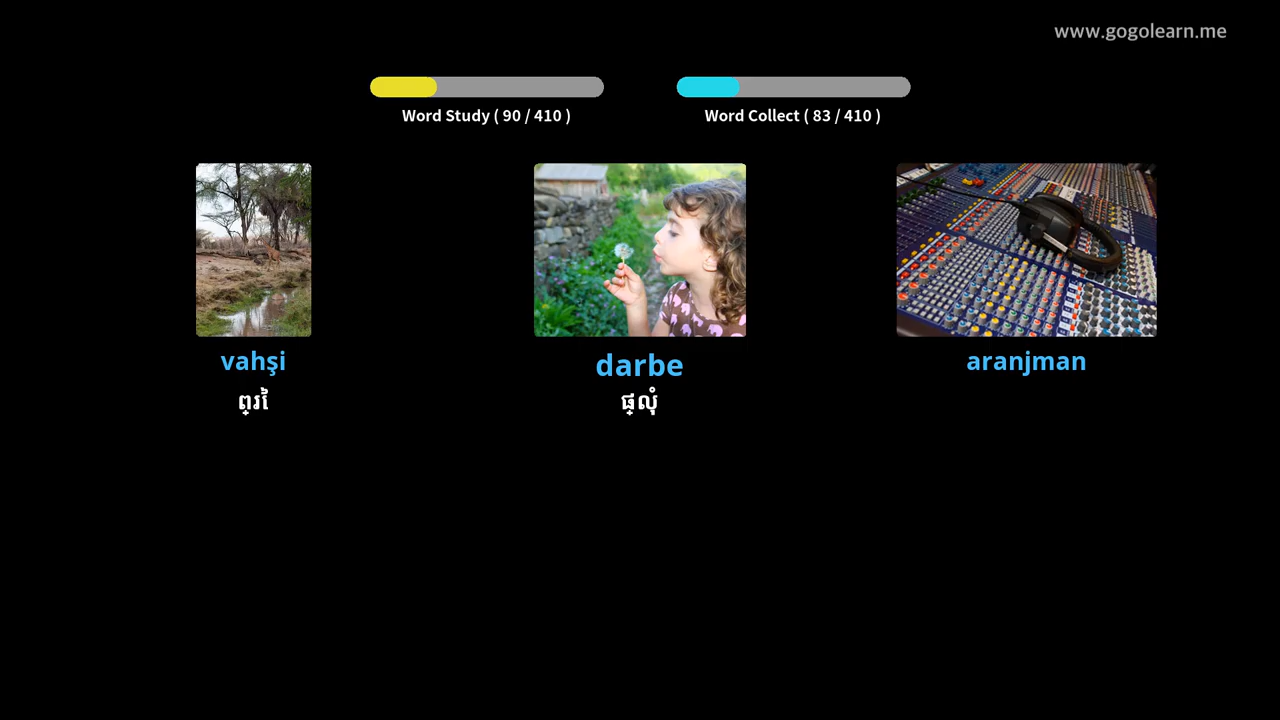 www.gogolearn.me
Word Study ( 90 / 410 )
Word Collect ( 83 / 410 )
vahşi
darbe
aranjman
ព្រៃ
ផ្លុំ